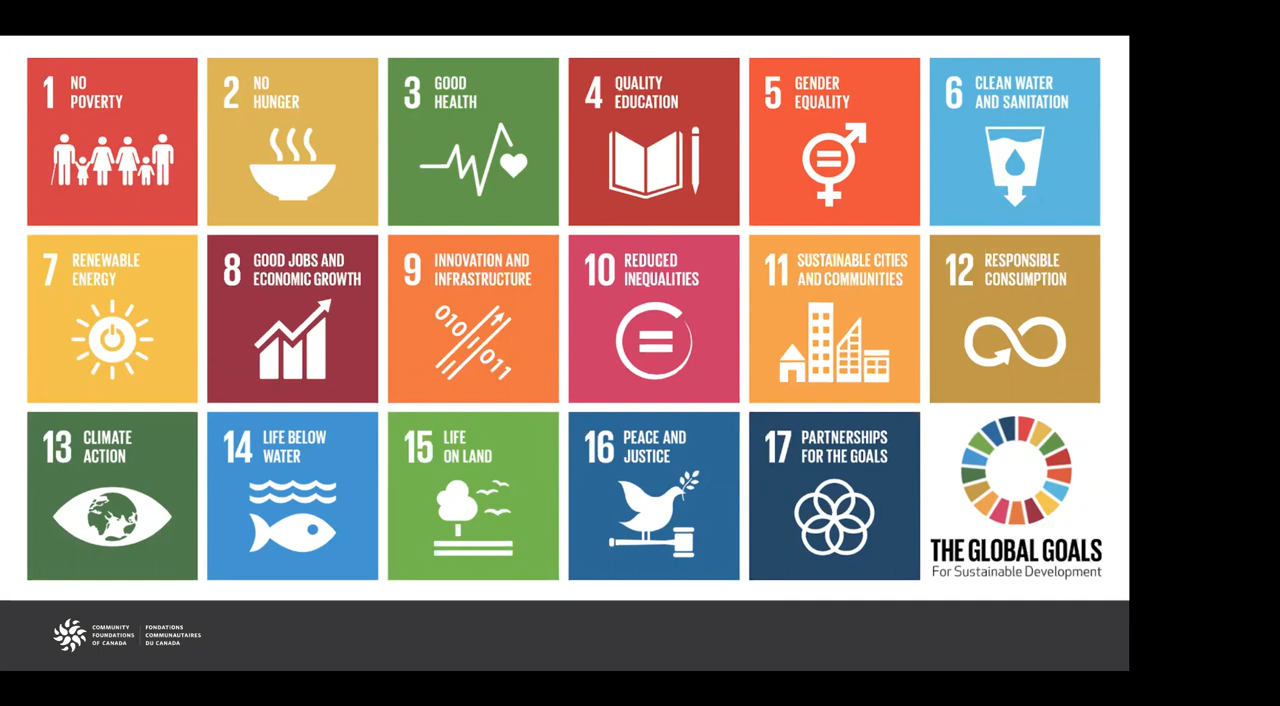 1 NO
POVERTY
2 NO
HUNGER
3 GOOD
HEALTH
4 QUALITY
EDUCATION
5 GENDER
EQUALITY
6 CLEAN WATER
AND SANITATION
7 RENEWABLE
ENERGY
8 GOOD JOBS AND
ECONOMIC GROWTH
9 INNOVATION AND
INFRASTRUCTURE
010
011
10 REDUCED
INEQUALITIES
11 SUSTAINABLE CITIES
AND COMMUNITIES
12 RESPONSIBLE
CONSUMPTION
13 CLIMATE
ACTION
14 LIFE BELOW
WATER
15 LIFE
ON LAND
16 PEACE AND
JUSTICE
17 PARTNERSHIPS
FOR THE GOALS
THE GLOBAL GOALS
For Sustainable Development
COMMUNITY
FOUNDATIONS
OF CANADA
FONDATIONS
COMMUNAUTAIRES
DU CANADA